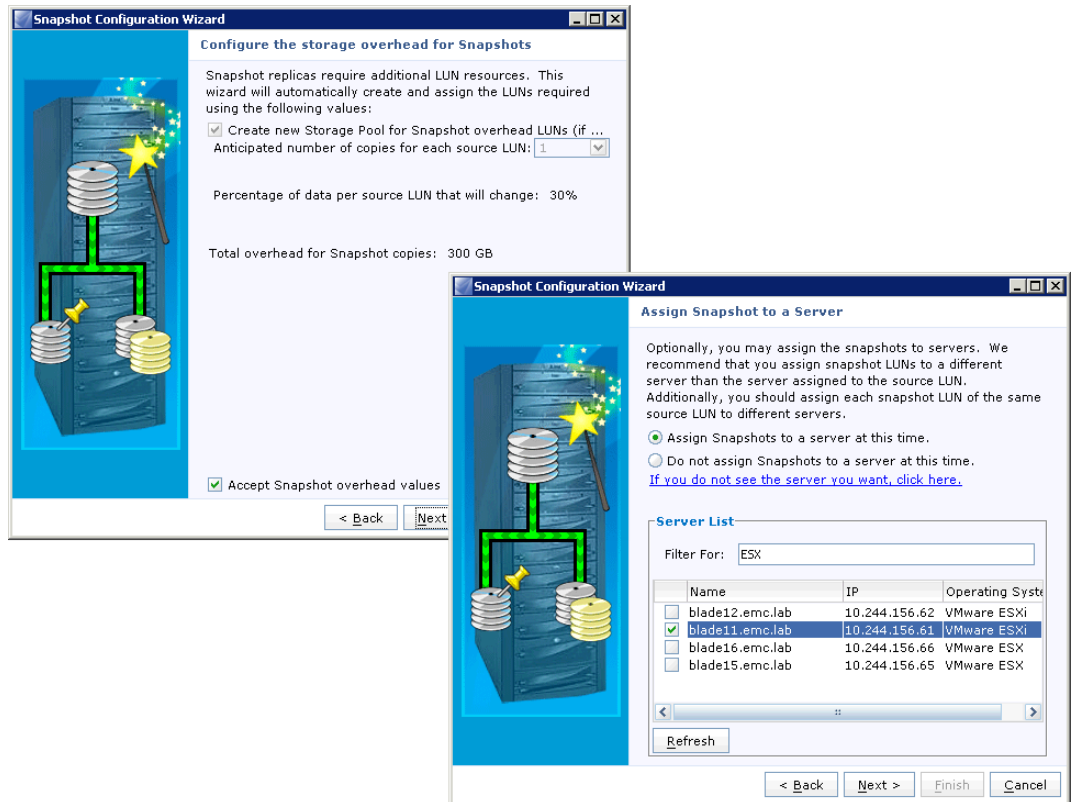 Snapshot Configuration Wizard
Configure the storage overhead for Snapshots
Snapshot replicas require additional LUN resources. This
wizard will automatically create and assign the LUNs required
using the following values:
Create new Storage Pool for Snapshot overhead LUNs (if ...
Anticipated number of copies for each source LUN: 1
Percentage of data per source LUN that will change: 30%
Total overhead for Snapshot copies: 300 GB
Accept Snapshot overhead values
< Back Next
Snapshot Configuration Wizard
Assign Snapshot to a Server
Optionally, you may assign the snapshots to servers. We
recommend that you assign snapshot LUNs to a different
server than the server assigned to the source LUN.
Additionally, you should assign each snapshot LUN of the same
source LUN to different servers.
Assign Snapshots to a server at this time.
Do not assign Snapshots to a server at this time.
If you do not see the server you want, click here.
Server List
Filter For: ESX
Name IP Operating Syste
blade12.emc.lab 10.244.156.62 VMware ESXi
blade11.emc.lab 10.244.156.61 VMware ESXi
blade16.emc.lab 10.244.156.66 VMware ESX
blade15.emc.lab 10.244.156.65 VMware ESX
Refresh
< Back Next > Finish Cancel